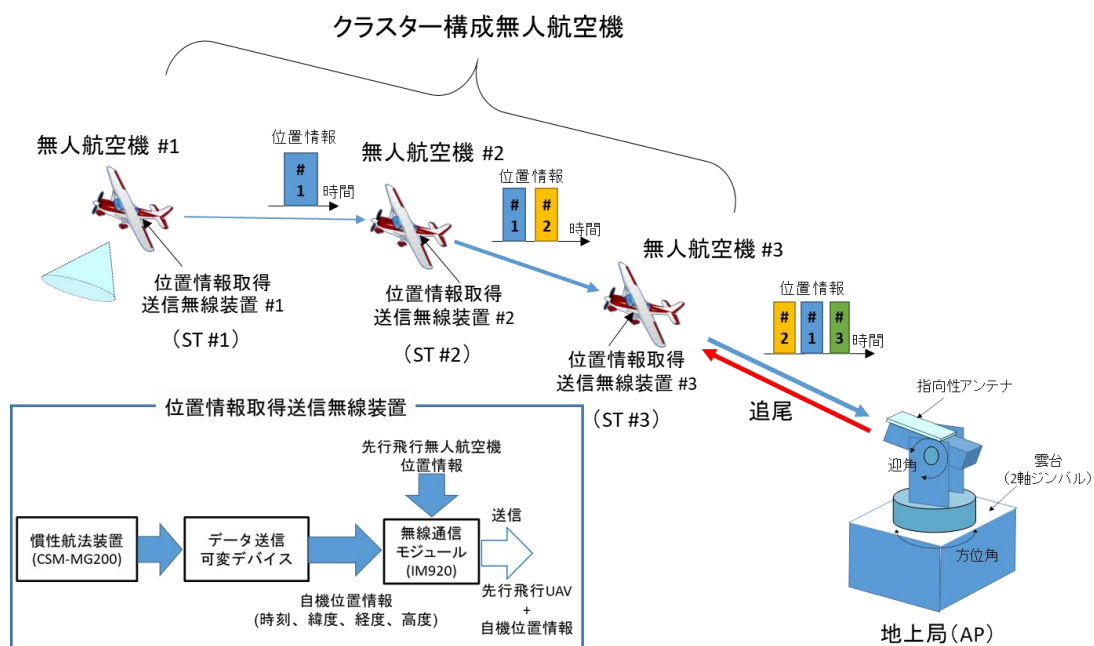 クラスター構成無人航空機
無人航空機 #1
位置情報
#
1
時間
無人航空機 #2
位置情報
#
1
#
2
時間
無人航空機 #3
位置情報
#
2
#
1
#
3
時間
位置情報取得
送信無線装置 #1
(ST #1)
位置情報取得
送信無線装置 #2
(ST #2)
位置情報取得
送信無線装置 #3
(ST #3)
追尾
指向性アンテナ
迎角
雲台
(2軸ジンバル)
方位角
地上局(AP)
位置情報取得送信無線装置
先行飛行無人航空機
位置情報
慣性航法装置
(CSM-MG200)
データ送信
可変デバイス
無線通信
モジュール
(IM920)
送信
自機位置情報
(時刻、緯度、経度、高度)
先行飛行UAV
+
自機位置情報